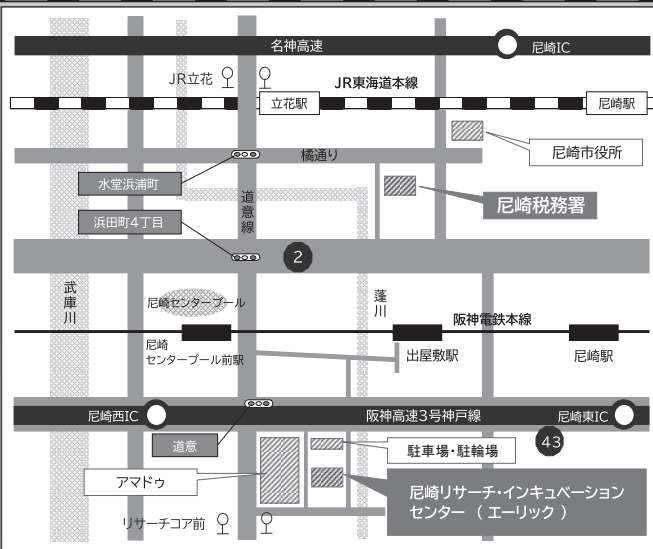 名神高速
尼崎IC
JR立花
JR東海道本線
立花駅
尼崎駅
尼崎市役所
橘通り
水堂浜浦町
尼崎税務署
道意線
浜田町4丁目
2
武庫川
尼崎センタープール
蓬川
阪神電鉄本線
尼崎
センタープール前駅
出屋敷駅
尼崎駅
尼崎西IC
阪神高速3号神戸線
尼崎東IC
43
道意
駐車場・駐輪場
アマドゥ
尼崎リサーチ・インキュベーション
センター （ エーリック ）
リサーチコア前